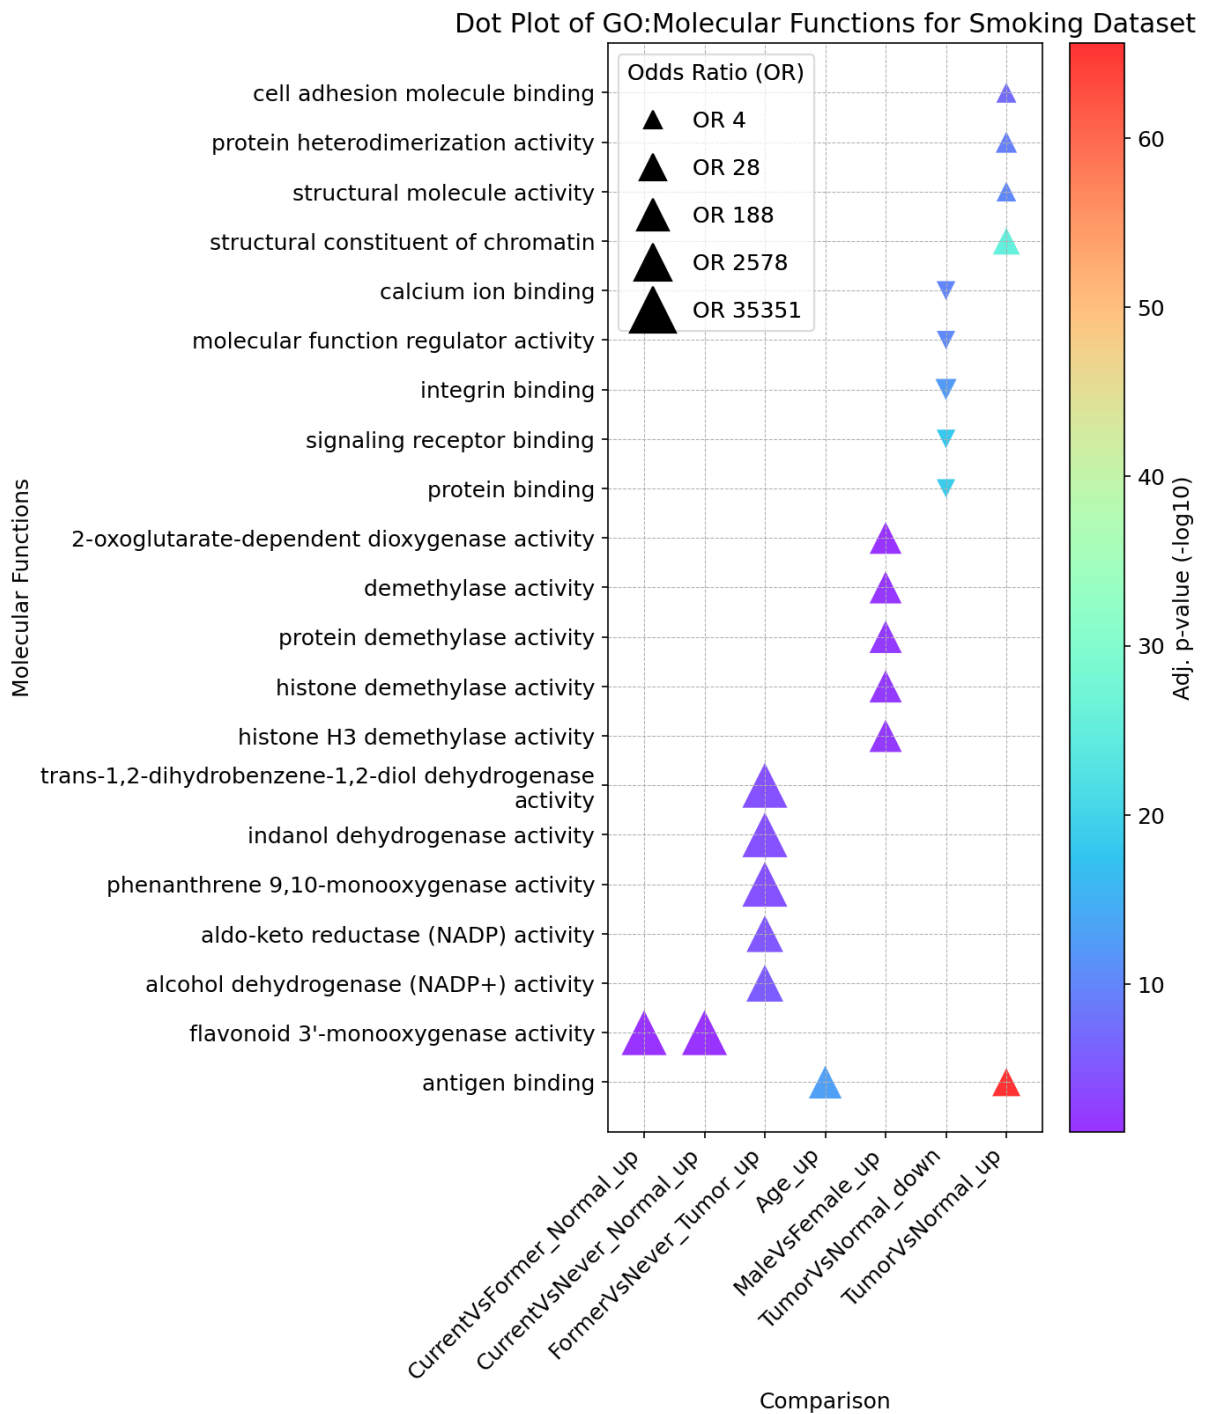 Dot Plot of GO:Molecular Functions for Smoking Dataset
Odds Ratio (OR)
OR 4
OR 28
OR 188
OR 2578
OR 35351
Molecular Functions
cell adhesion molecule binding
protein heterodimerization activity
structural molecule activity
structural constituent of chromatin
calcium ion binding
molecular function regulator activity
integrin binding
signaling receptor binding
protein binding
2-oxoglutarate-dependent dioxygenase activity
demethylase activity
protein demethylase activity
histone demethylase activity
histone H3 demethylase activity
trans-1,2-dihydrobenzene-1,2-diol dehydrogenase
activity
indanol dehydrogenase activity
phenanthrene 9,10-monooxygenase activity
aldo-keto reductase (NADP) activity
alcohol dehydrogenase (NADP+) activity
flavonoid 3'-monooxygenase activity
antigen binding
CurrentVsFormer_Normal_up
CurrentVsNever_Normal_up
FormerVsNever_Tumor_up
Age_up
MaleVsFemale_up
TumorVsNormal_down
TumorVsNormal_up
Comparison
60
50
40
30
20
10
Adj. p-value (-log10)